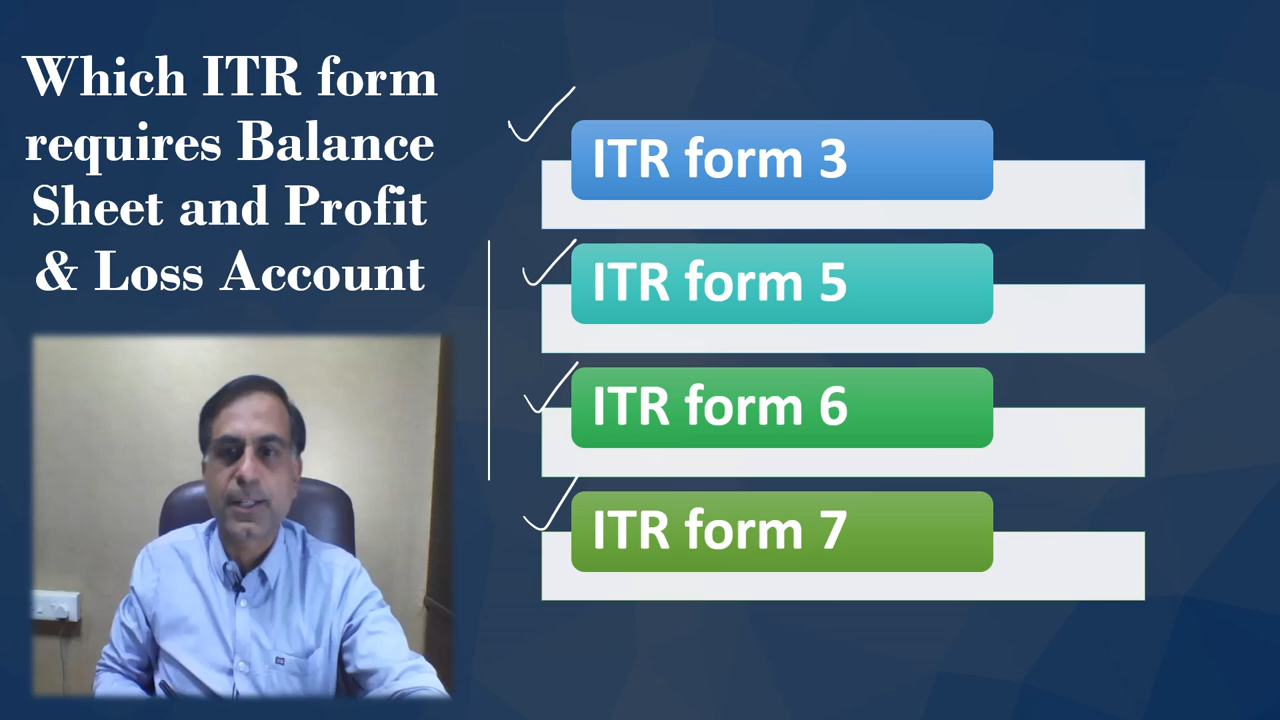 Which ITR form
requires Balance
Sheet and Profit
& Loss Account
ITR form 3
ITR form 5
ITR form 6
ITR form 7